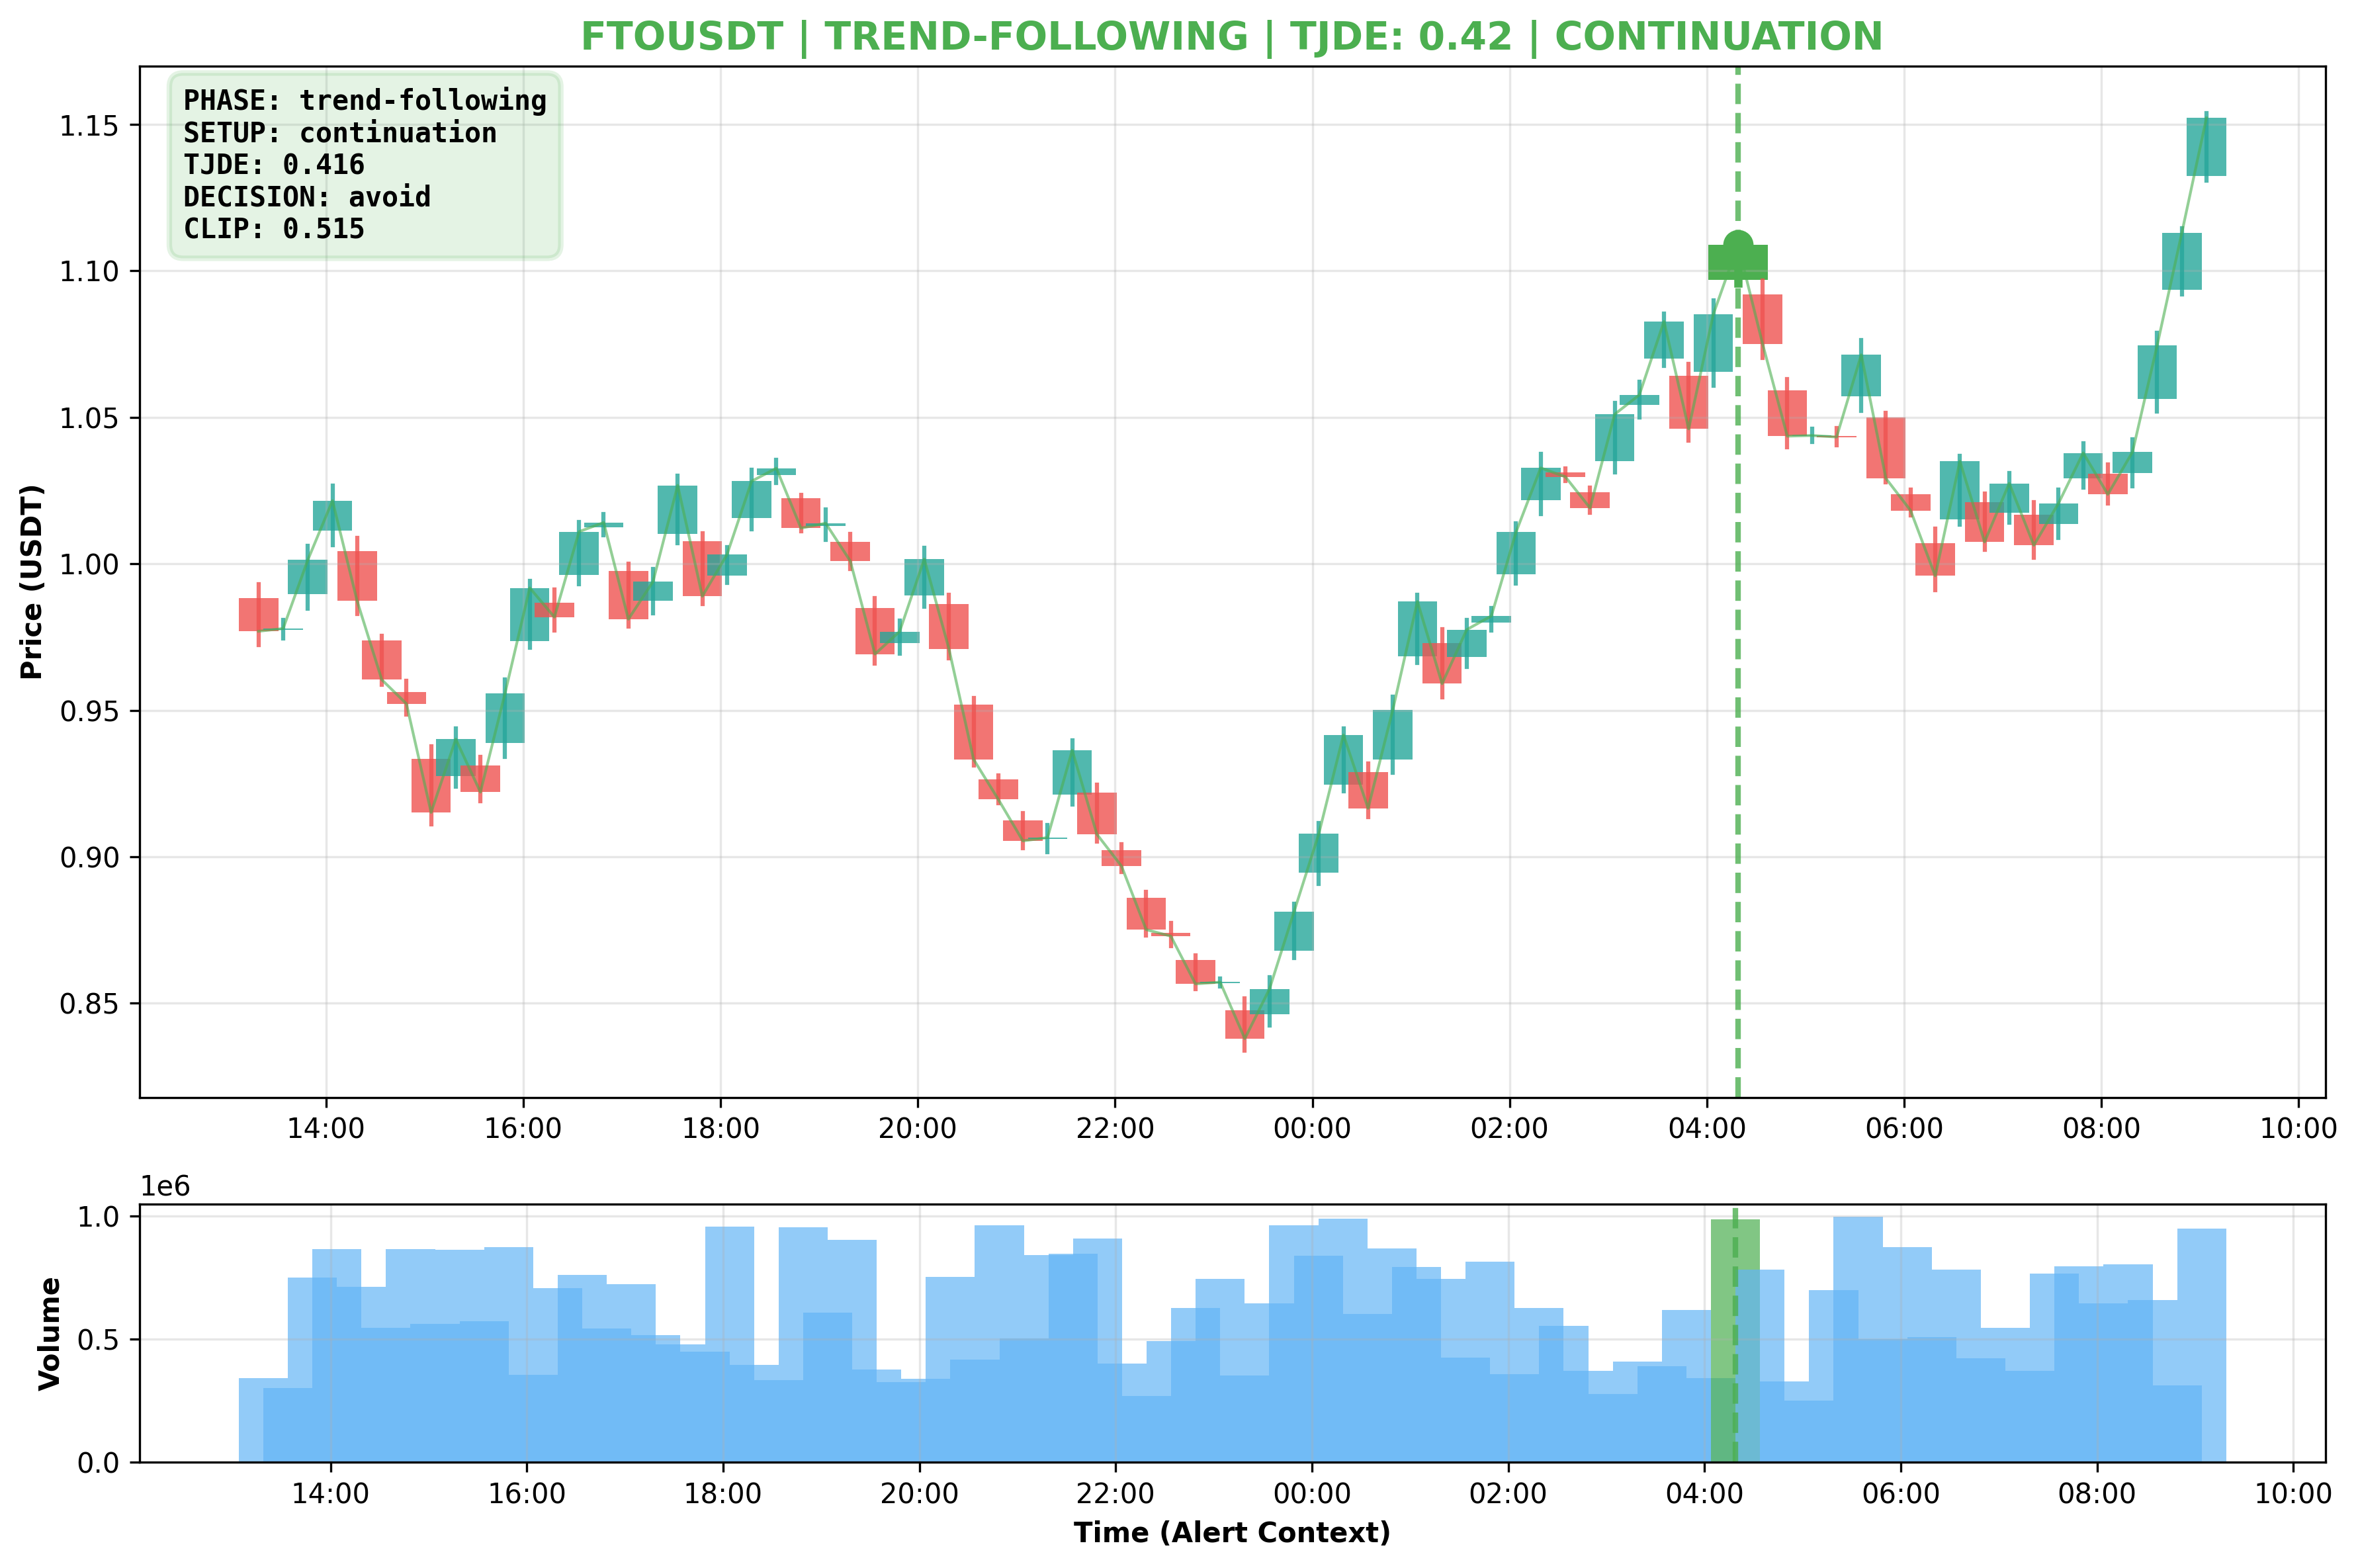 FTOUSDT | TREND-FOLLOWING | TJDE: 0.42 | CONTINUATION
PHASE: trend-following
SETUP: continuation
TJDE: 0.416
DECISION: avoid
CLIP: 0.515
Price (USDT)
1.15
1.10
1.05
1.00
0.95
0.90
0.85
14:00 16:00 18:00 20:00 22:00 00:00 02:00 04:00 06:00 08:00 10:00
1e6
Volume
1.0
0.5
0.0
14:00 16:00 18:00 20:00 22:00 00:00 02:00 04:00 06:00 08:00 10:00
Time (Alert Context)